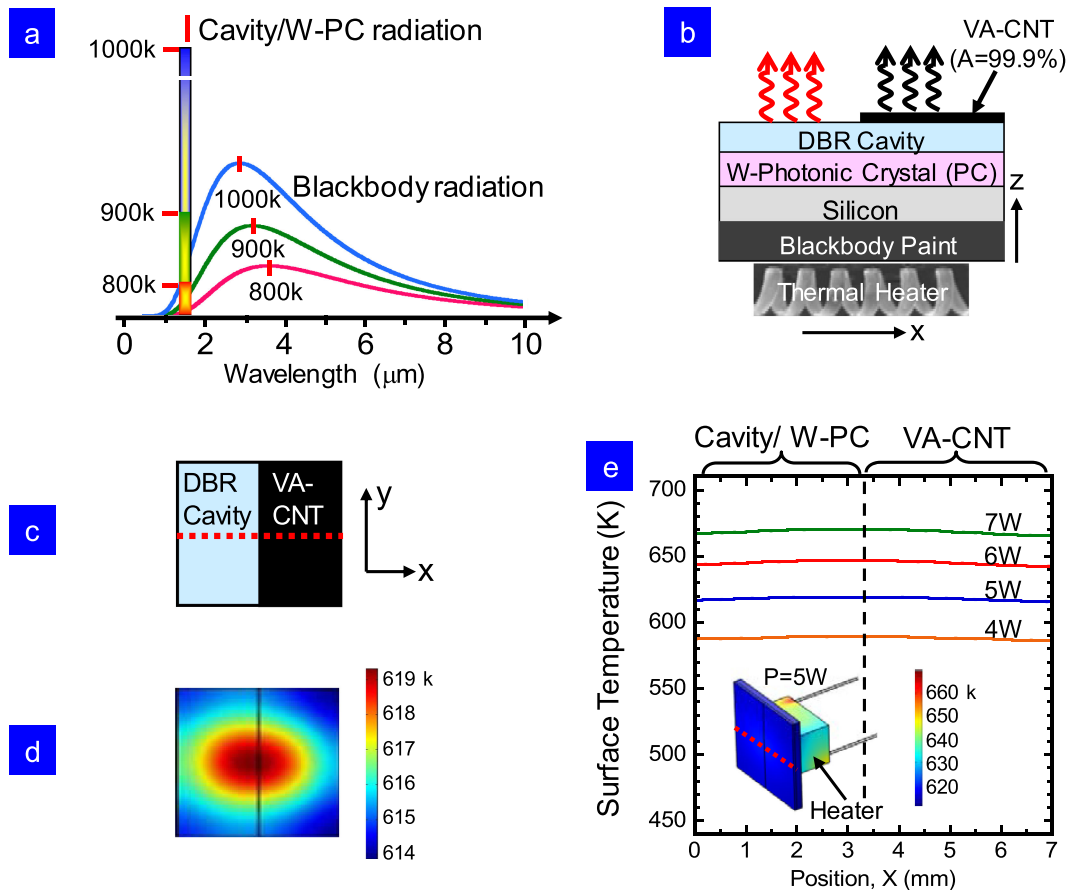 a
Cavity/W-PC radiation
1000k
900k
800k
Blackbody radiation
1000k
900k
800k
0 2 4 6 8 10
Wavelength (μm)
b
VA-CNT
(A=99.9%)
DBR Cavity
W-Photonic Crystal (PC)
Silicon
Blackbody Paint
Thermal Heater
z
x
c
DBR
Cavity
VA-
CNT
y
x
d
619 k
618
617
616
615
614
e
Cavity/ W-PC
VA-CNT
Surface Temperature (K)
700
650
600
550
500
450
7W
6W
5W
4W
P=5W
Heater
660 k
650
640
630
620
0 1 2 3 4 5 6 7
Position, X (mm)